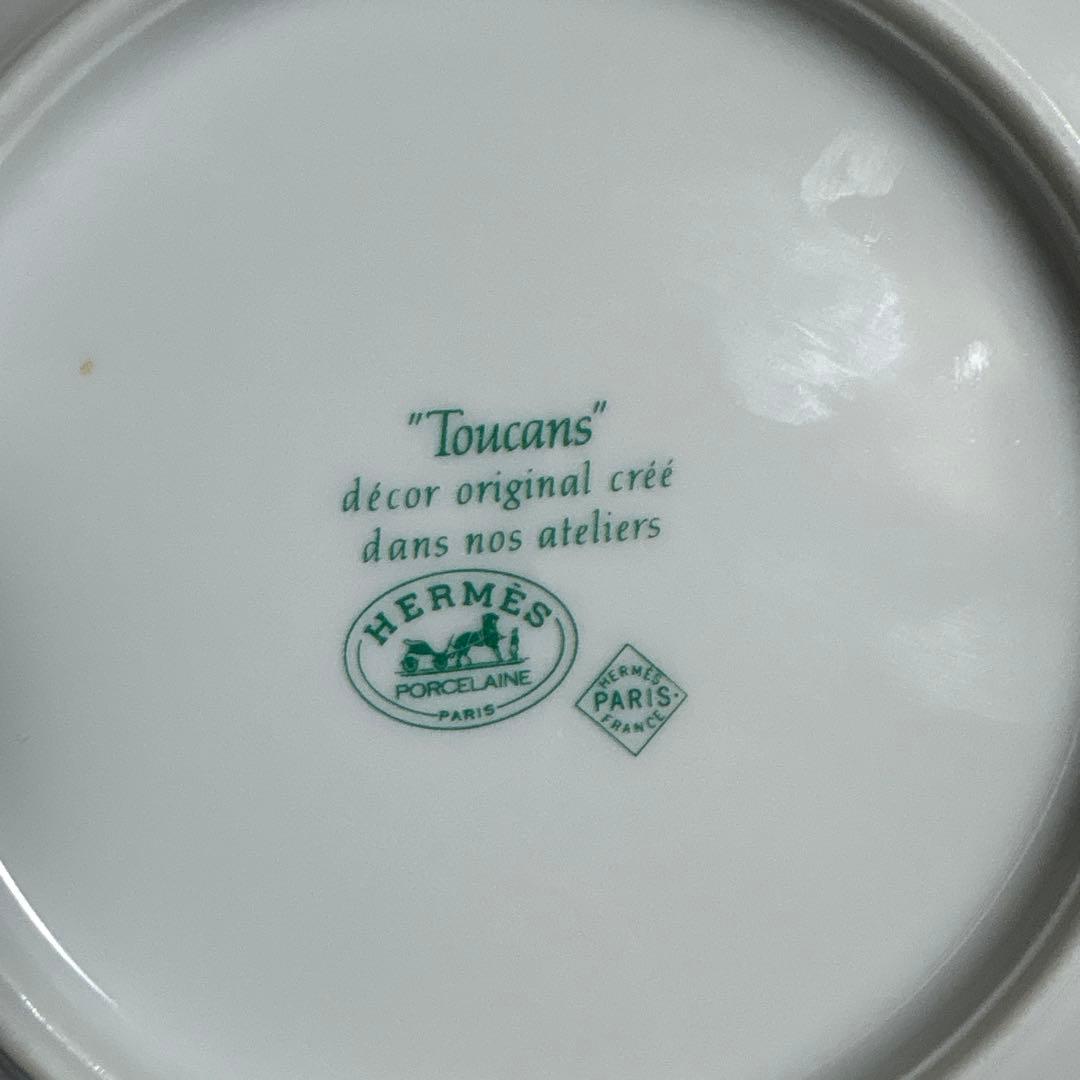 "Toucans"
décor original créé
dans nos ateliers
HERMÈS
PORCELAINE
PARIS
HERMÈS
PARIS
FRANCE